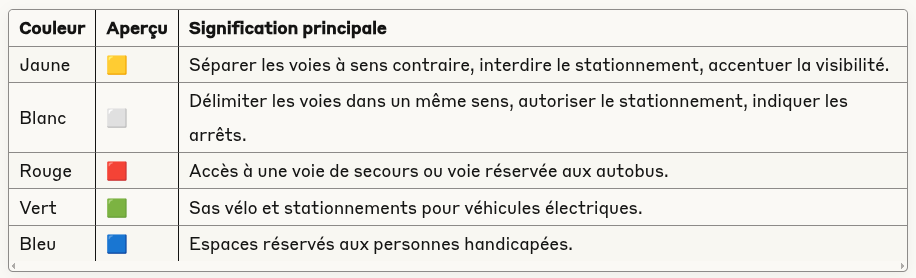 Couleur Aperçu Signification principale
Jaune Séparer les voies à sens contraire, interdire le stationnement, accentuer la visibilité.
Blanc Délimiter les voies dans un même sens, autoriser le stationnement, indiquer les
arrêts.
Rouge Accès à une voie de secours ou voie réservée aux autobus.
Vert Sas vélo et stationnements pour véhicules électriques.
Bleu Espaces réservés aux personnes handicapées.